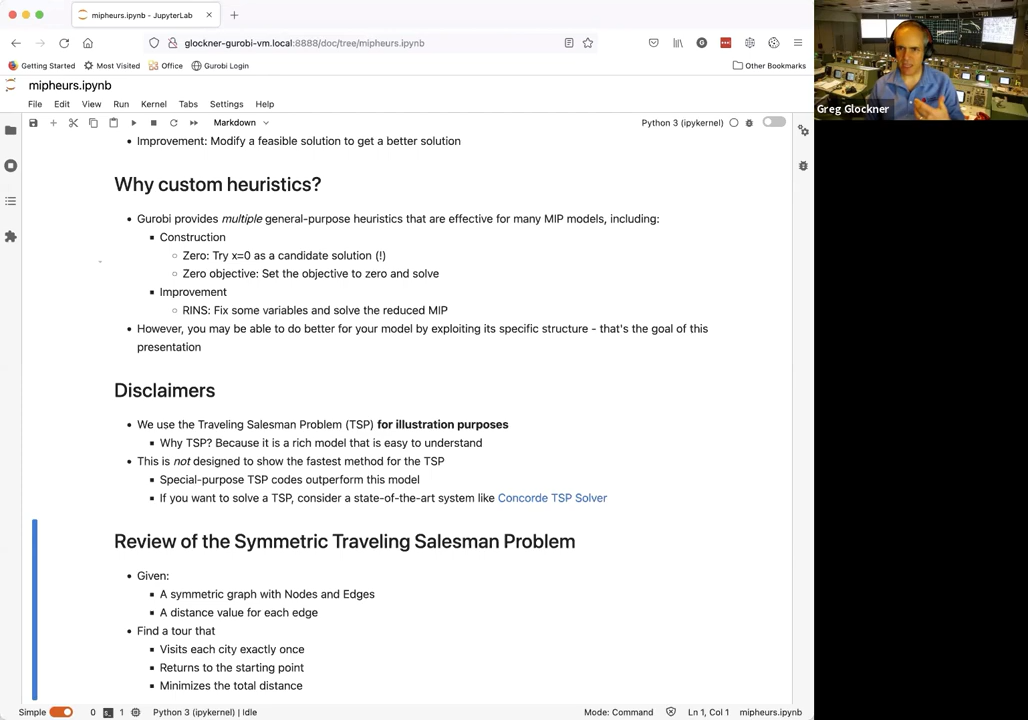 mipheurs.ipynb - JupyterLab
glockner-gurobi-vm.local:8888/doc/tree/mipheurs.ipynb
Getting Started
Most Visited
Office
Gurobi Login
Other Bookmarks
mipheurs.ipynb
File Edit View Run Kernel Tabs Settings Help
Markdown
Python 3 (ipykernel)
Greg Glockner
Improvement: Modify a feasible solution to get a better solution
Why custom heuristics?
Gurobi provides multiple general-purpose heuristics that are effective for many MIP models, including:
Construction
Zero: Try x=0 as a candidate solution (!)
Zero objective: Set the objective to zero and solve
Improvement
RINS: Fix some variables and solve the reduced MIP
However, you may be able to do better for your model by exploiting its specific structure - that's the goal of this
presentation
Disclaimers
We use the Traveling Salesman Problem (TSP) for illustration purposes
Why TSP? Because it is a rich model that is easy to understand
This is not designed to show the fastest method for the TSP
Special-purpose TSP codes outperform this model
If you want to solve a TSP, consider a state-of-the-art system like Concorde TSP Solver
Review of the Symmetric Traveling Salesman Problem
Given:
A symmetric graph with Nodes and Edges
A distance value for each edge
Find a tour that
Visits each city exactly once
Returns to the starting point
Minimizes the total distance
Simple 0 1 Python 3 (ipykernel) | Idle Mode: Command Ln 1, Col 1 mipheurs.ipynb